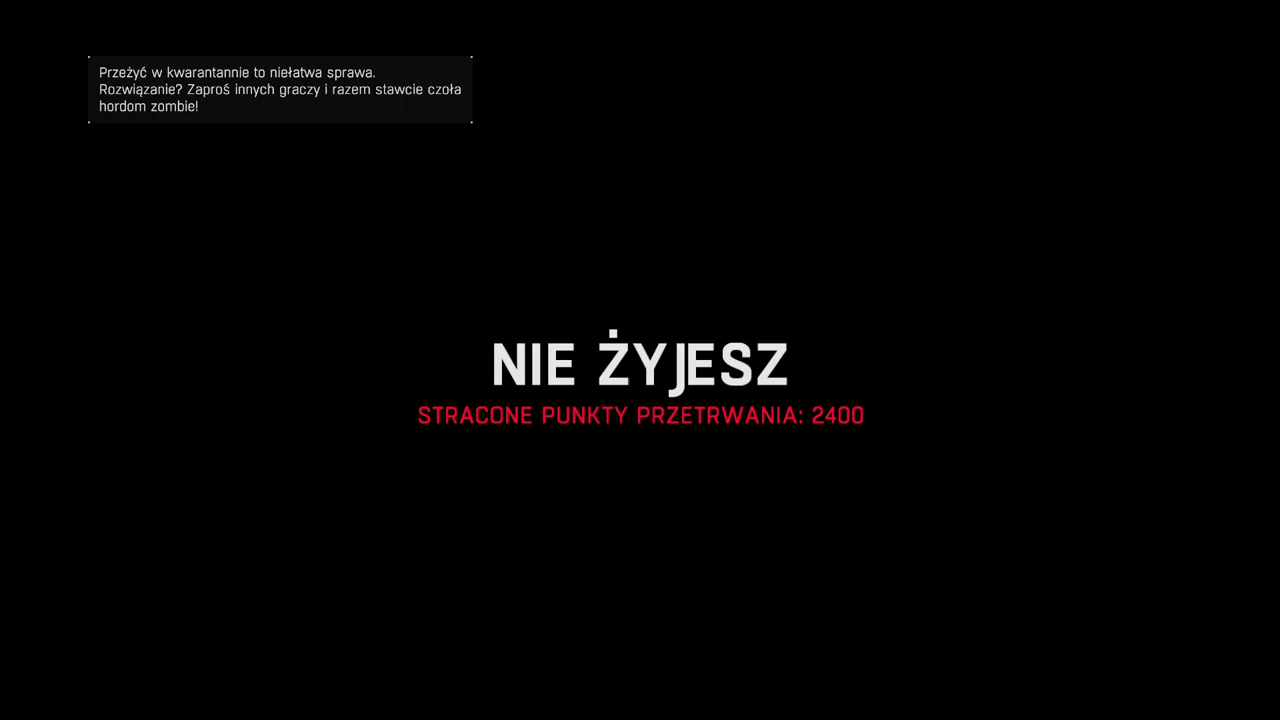 Przeżyć w kwarantannie to niełatwa sprawa.
Rozwiązanie? Zaproś innych graczy i razem stawcie czoła
hordom zombie!
NIE ŻYJESZ
STRACONE PUNKTY PRZETRWANIA: 2400